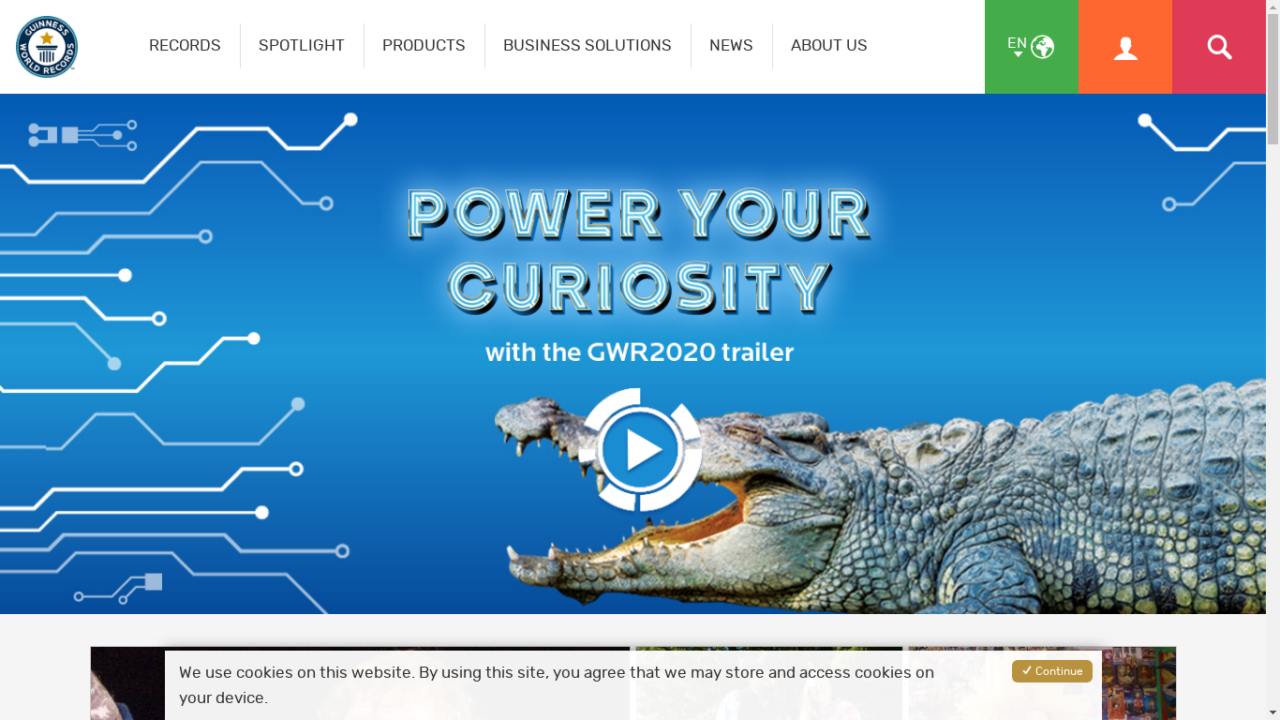 GUINNESS
WORLD RECORDS
RECORDS
SPOTLIGHT
PRODUCTS
BUSINESS SOLUTIONS
NEWS
ABOUT US
EN
POWER YOUR
CURIOSITY
with the GWR2020 trailer
We use cookies on this website. By using this site, you agree that we may store and access cookies on
your device.
Continue